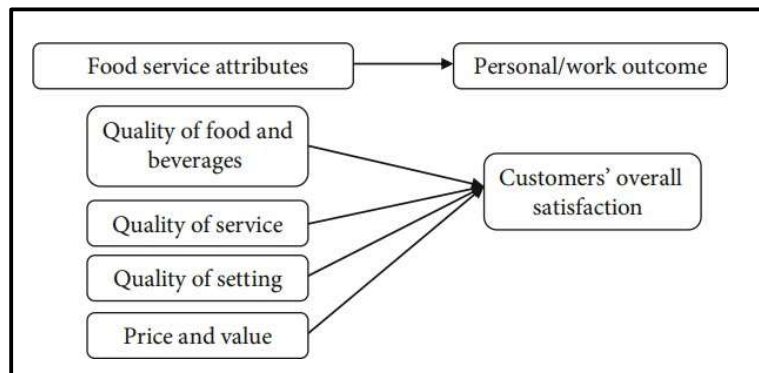 Food service attributes
Personal/work outcome
Quality of food and
beverages
Customers' overall
satisfaction
Quality of service
Quality of setting
Price and value